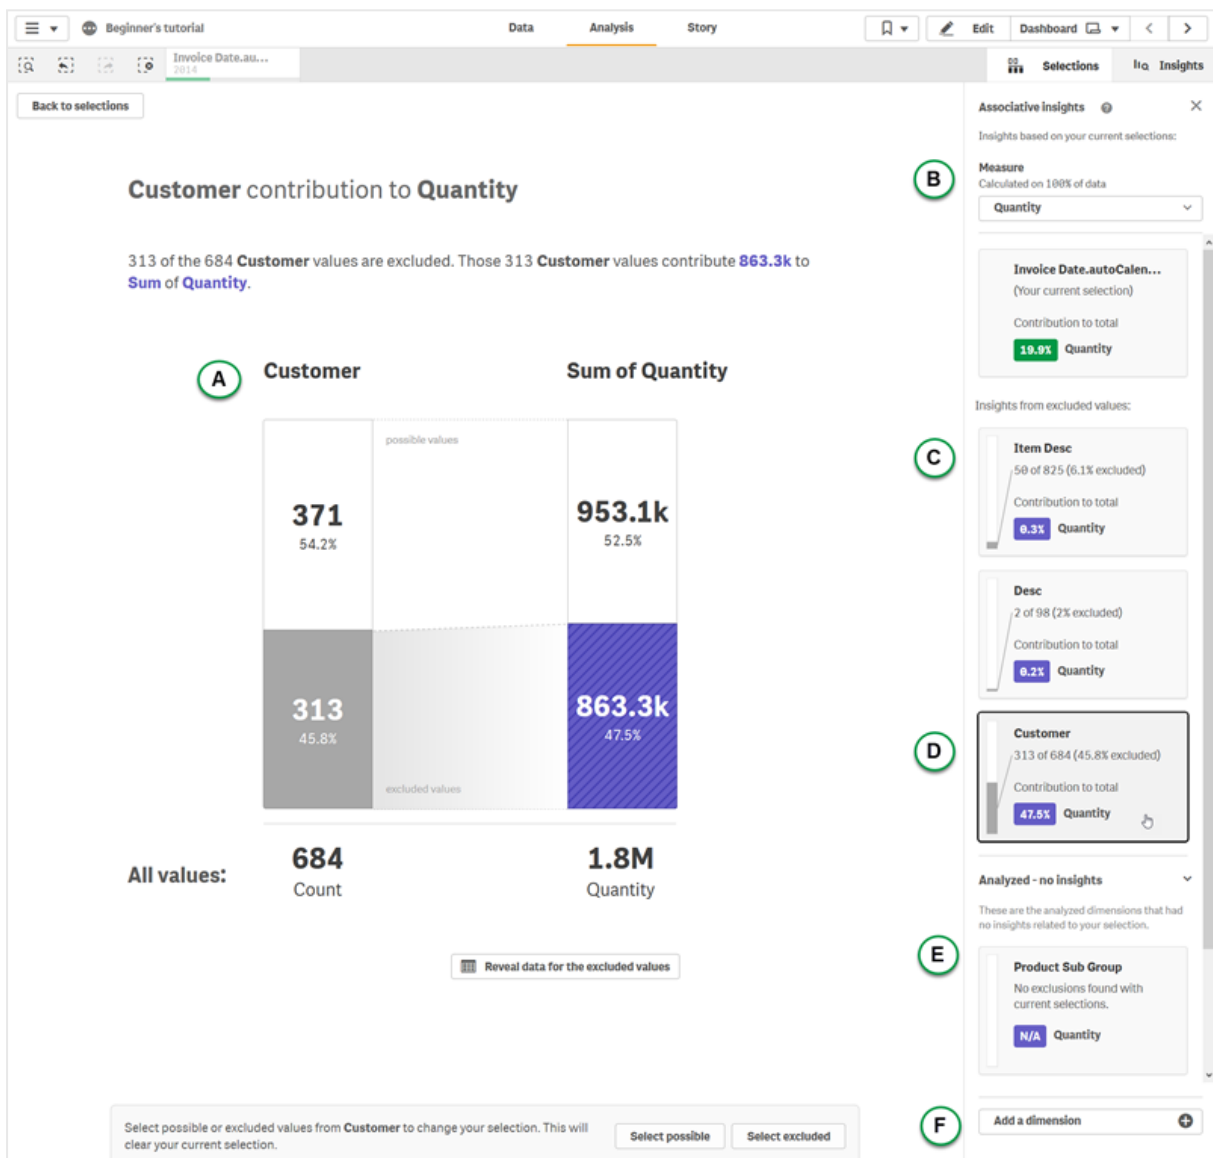 Beginner's tutorial
Data
Analysis
Story
Edit
Dashboard
Invoice Date.au...
2014
Selections
Insights
Back to selections
Associative insights
Insights based on your current selections:
B
Measure
Calculated on 100% of data
Quantity
Customer contribution to Quantity
313 of the 684 Customer values are excluded. Those 313 Customer values contribute 863.3k to
Sum of Quantity.
Invoice Date.autoCalen...
(Your current selection)
Contribution to total
19.9% Quantity
A
Customer
Sum of Quantity
possible values
371
54.2%
953.1k
52.5%
313
45.8%
863.3k
47.5%
excluded values
All values:
684
Count
1.8M
Quantity
Reveal data for the excluded values
Insights from excluded values:
C
Item Desc
50 of 825 (6.1% excluded)
Contribution to total
0.3% Quantity
Desc
2 of 98 (2% excluded)
Contribution to total
0.2% Quantity
D
Customer
313 of 684 (45.8% excluded)
Contribution to total
47.5% Quantity
Analyzed - no insights
These are the analyzed dimensions that had
no insights related to your selection.
E
Product Sub Group
No exclusions found with
current selections.
N/A Quantity
F
Add a dimension
Select possible or excluded values from Customer to change your selection. This will
clear your current selection.
Select possible
Select excluded